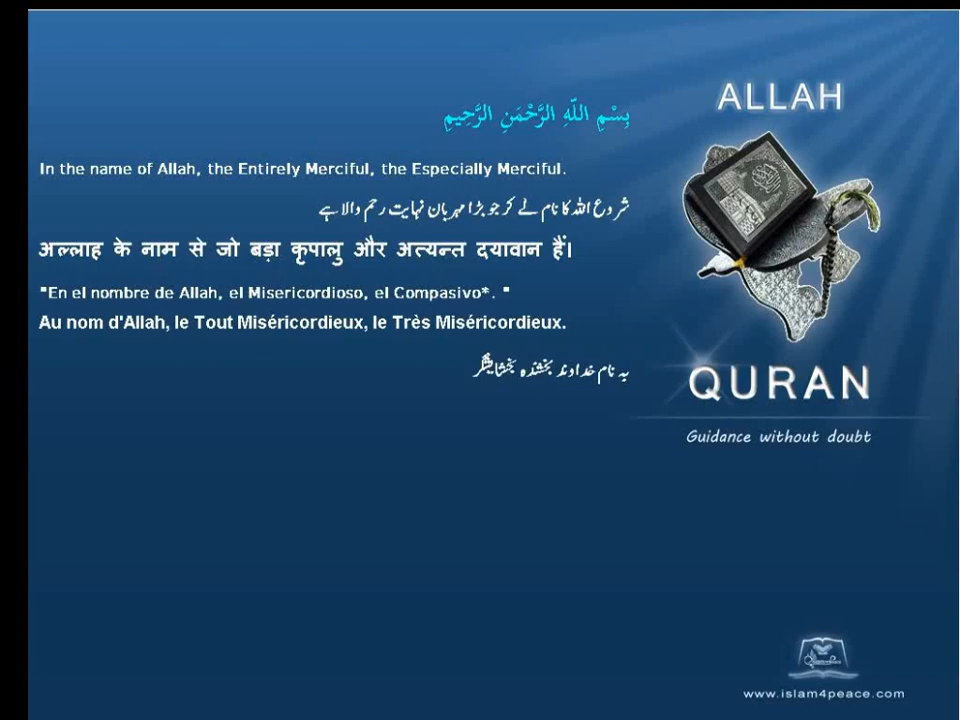 بِسْمِ اللَّهِ الرَّحْمَنِ الرَّحِيمِ
In the name of Allah, the Entirely Merciful, the Especially Merciful.
شروع الله کا نام لے کر جو بڑا مہربان نہایت رحم والا ہے
अल्लाह के नाम से जो बड़ा कृपालु और अत्यन्त दयावान हैं।
"En el nombre de Allah, el Misericordioso, el Compasivo*. "
Au nom d'Allah, le Tout Miséricordieux, le Très Miséricordieux.
به نام خداوند بخشنده بخشایشگر
ALLAH
QURAN
Guidance without doubt
www.islam4peace.com